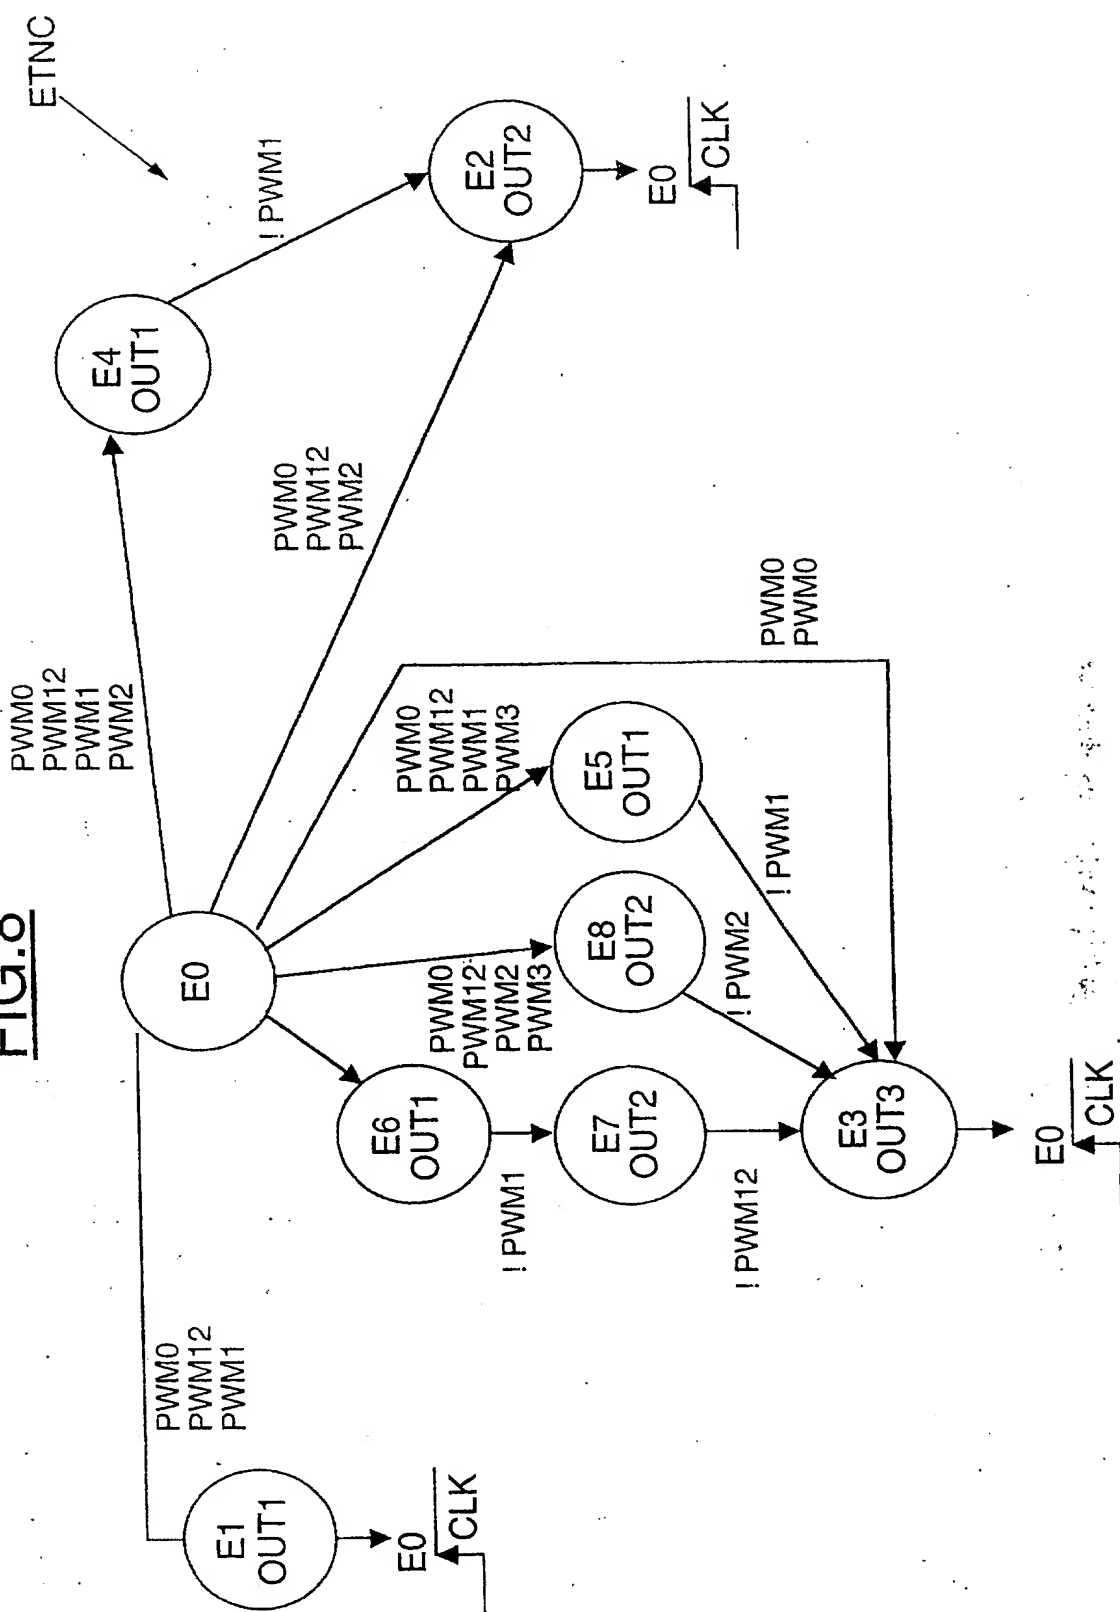 FIG.8
ETNC
E0
PWM0
PWM12
PWM1
E1
OUT1
E0
CLK
PWM0
PWM12
PWM1
PWM2
E4
OUT1
! PWM1
PWM0
PWM12
PWM2
E2
OUT2
E0
CLK
E6
OUT1
! PWM1
E7
OUT2
! PWM12
PWM0
PWM12
PWM2
PWM3
E8
OUT2
! PWM2
PWM0
PWM12
PWM1
PWM3
E5
OUT1
! PWM1
PWM0
PWM0
E3
OUT3
E0
CLK